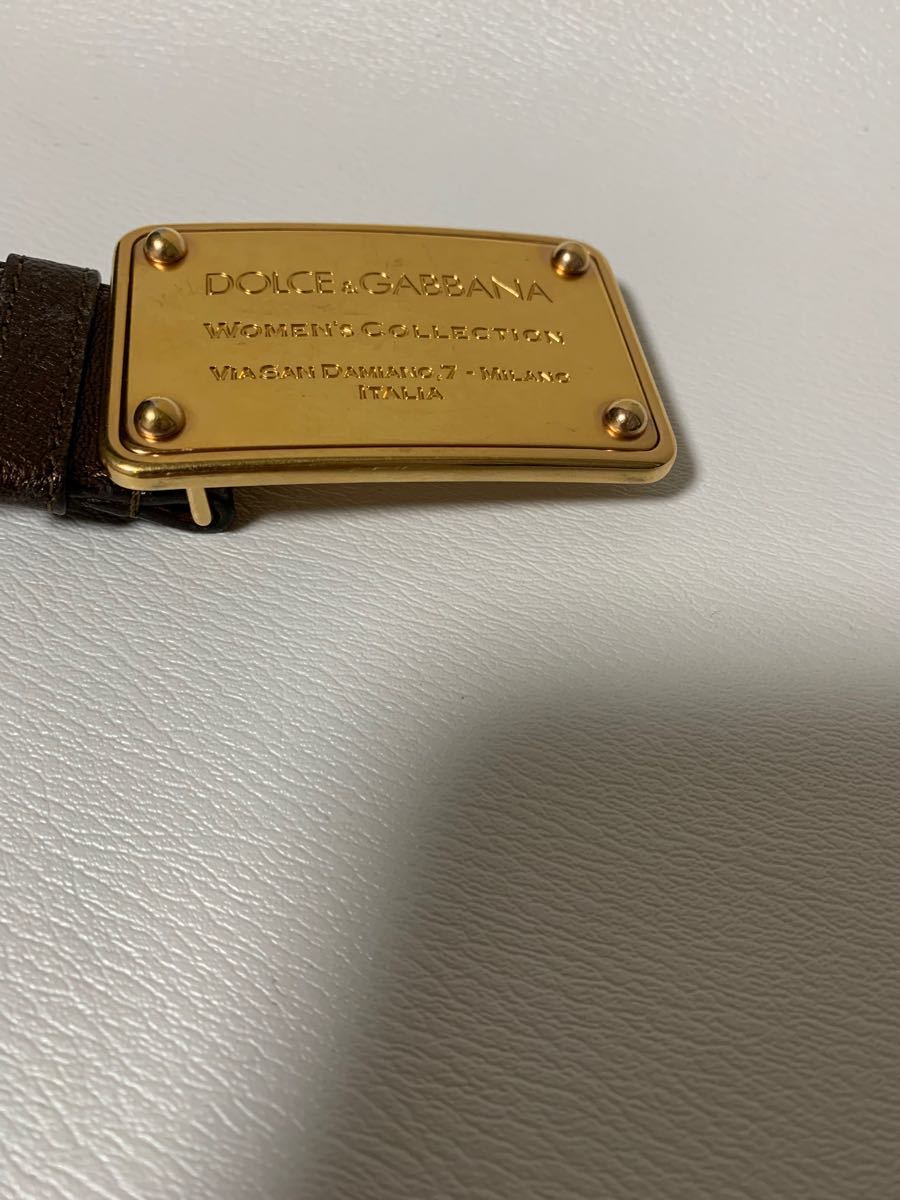 DOLCE & GABBANA
WOMEN'S COLLECTION
VIA SAN DAMIANO, 7 - MILANO
ITALIA